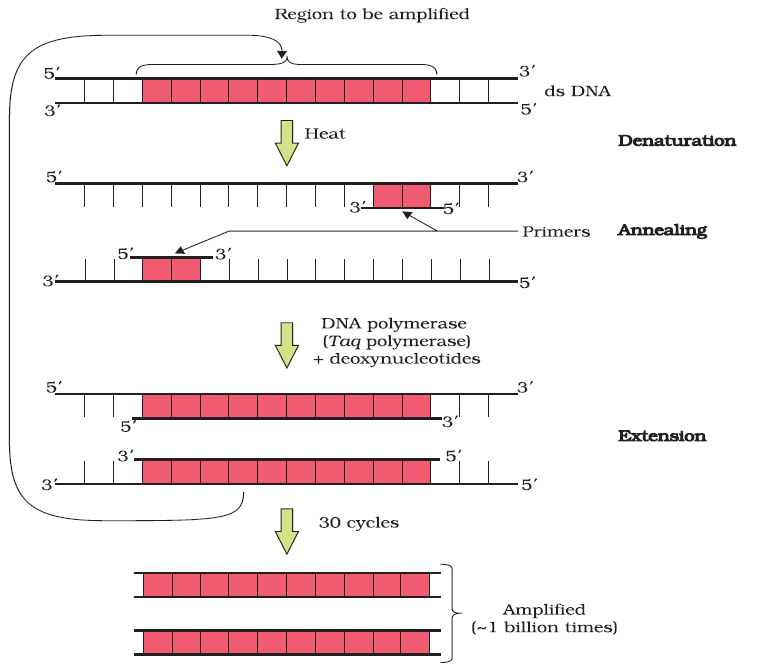 Region to be amplified
5′ 3′
ds DNA
3′ 5′
Heat
Denaturation
5′ 3′
3′ 5′
Primers
Annealing
5′ 3′
3′ 5′
DNA polymerase
(Taq polymerase)
+ deoxynucleotides
5′ 3′
5′ 3′
Extension
3′ 5′
3′ 5′
30 cycles
Amplified
(~1 billion times)